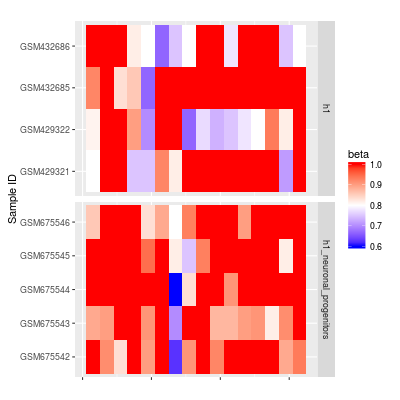 Sample ID
GSM432686
GSM432685
GSM429322
GSM429321
h1
GSM675546
GSM675545
GSM675544
GSM675543
GSM675542
h1_neuronal_progenitors
beta
1.0
0.9
0.8
0.7
0.6